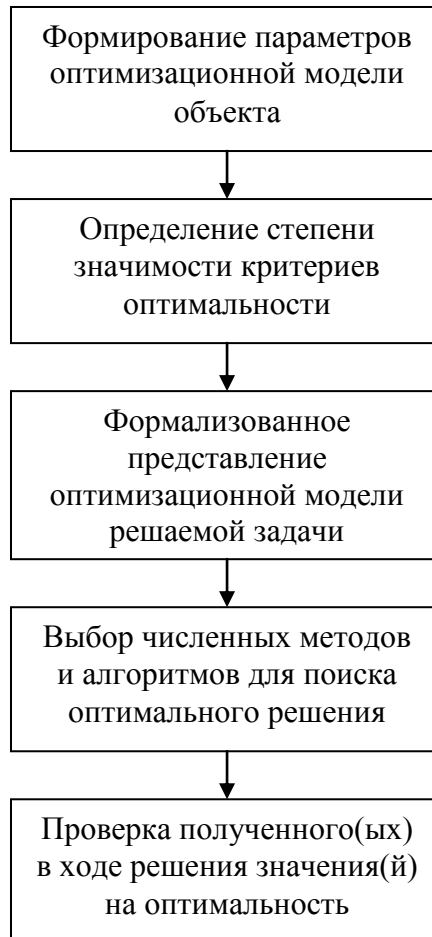 Формирование параметров
оптимизационной модели
объекта
Определение степени
значимости критериев
оптимальности
Формализованное
представление
оптимизационной модели
решаемой задачи
Выбор численных методов
и алгоритмов для поиска
оптимального решения
Проверка полученного(ых)
в ходе решения значения(й)
на оптимальность